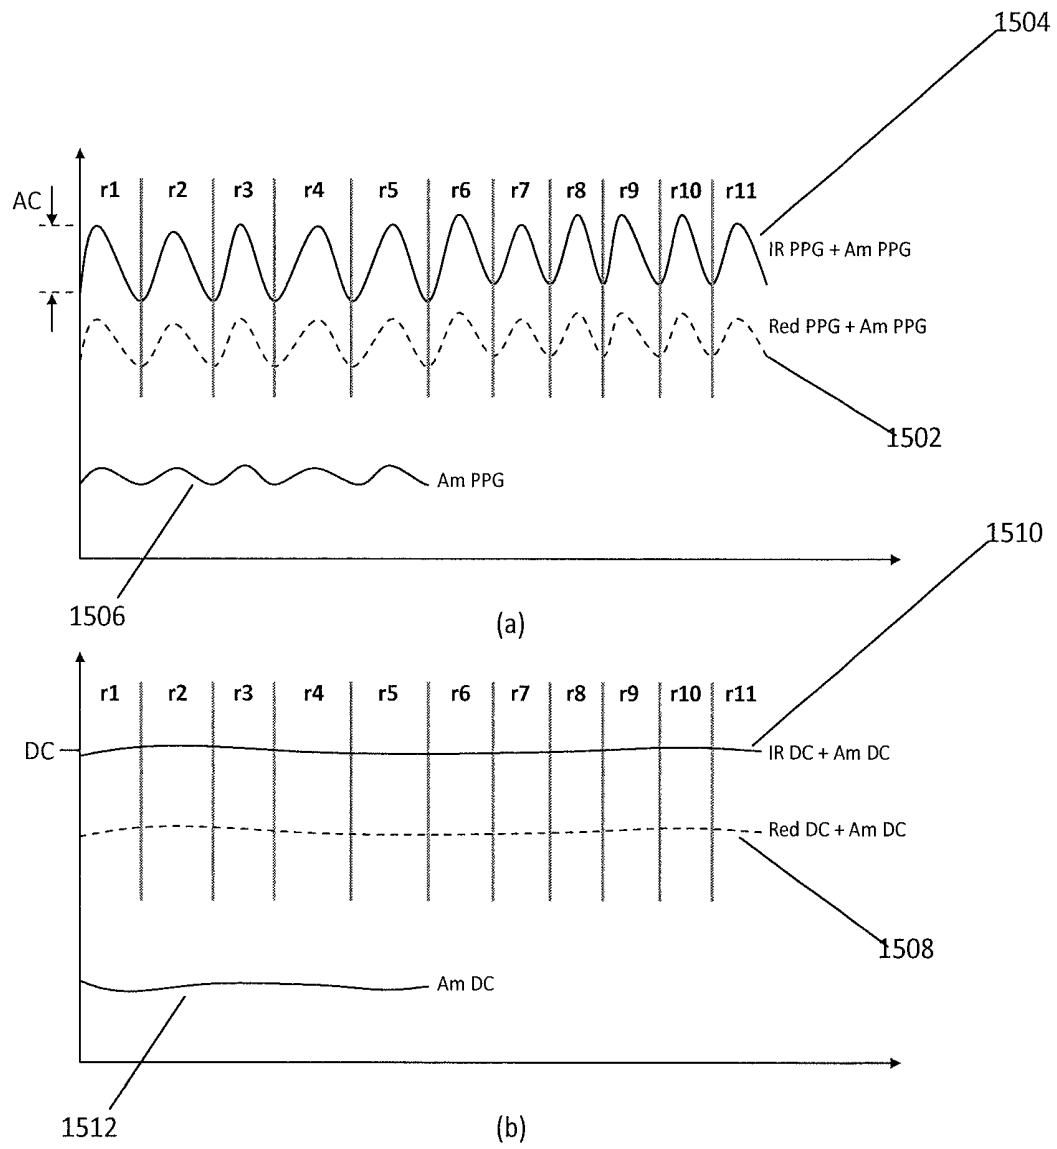 1504
r1 r2 r3 r4 r5 r6 r7 r8 r9 r10 r11
AC
IR PPG + Am PPG
Red PPG + Am PPG
1502
Am PPG
1510
1506
(a)
r1 r2 r3 r4 r5 r6 r7 r8 r9 r10 r11
DC
IR DC + Am DC
Red DC + Am DC
1508
Am DC
1512
(b)